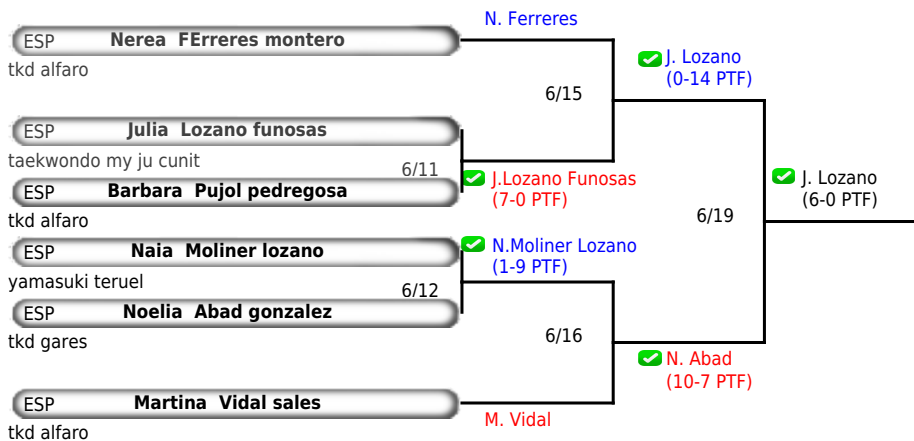 N. Ferreres
ESP Nerea FErreres montero
tkd alfaro
J. Lozano
(0-14 PTF)
6/15
ESP Julia Lozano funosas
taekwondo my ju cunit
6/11
J.Lozano Funosas
(7-0 PTF)
ESP Barbara Pujol pedregosa
tkd alfaro
J. Lozano
(6-0 PTF)
6/19
ESP Naia Moliner lozano
yamasuki teruel
N.Moliner Lozano
(1-9 PTF)
6/12
ESP Noelia Abad gonzalez
tkd gares
6/16
N. Abad
(10-7 PTF)
ESP Martina Vidal sales
tkd alfaro
M. Vidal